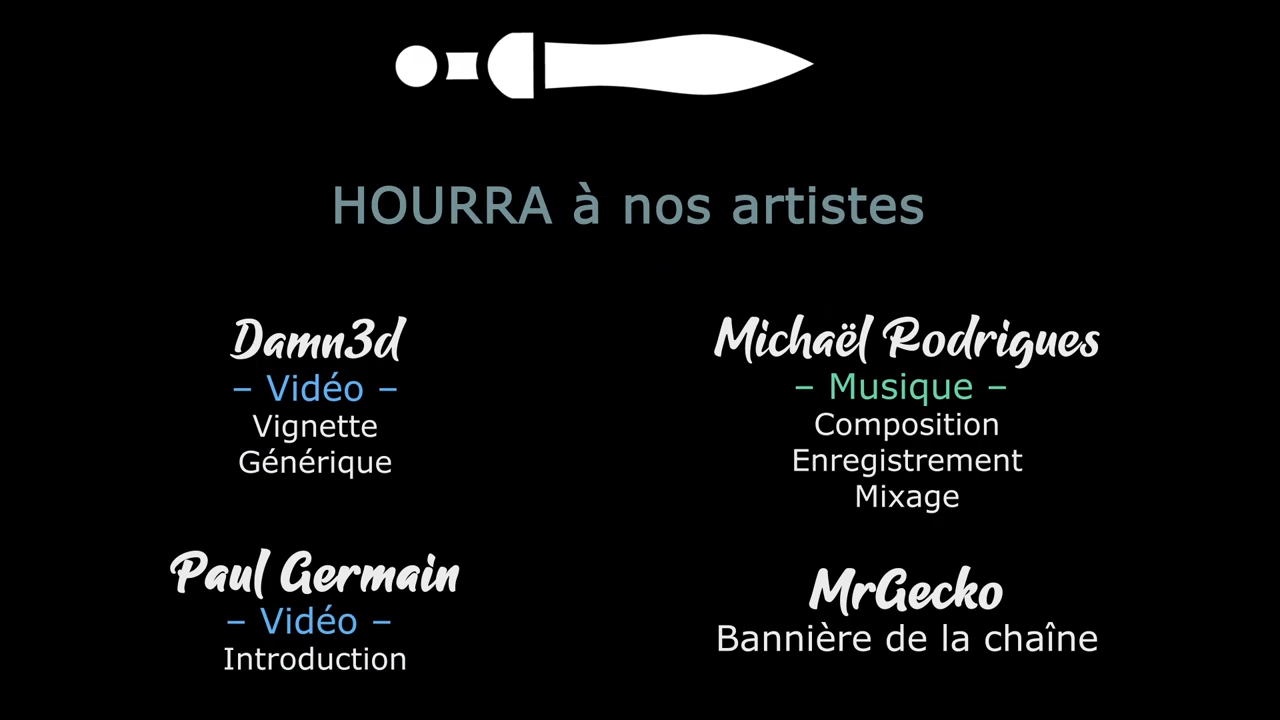 HOURRA à nos artistes
Damn3d
– Vidéo –
Vignette
Générique
Michaël Rodrigues
– Musique –
Composition
Enregistrement
Mixage
Paul Germain
– Vidéo –
Introduction
MrGecko
Bannière de la chaîne